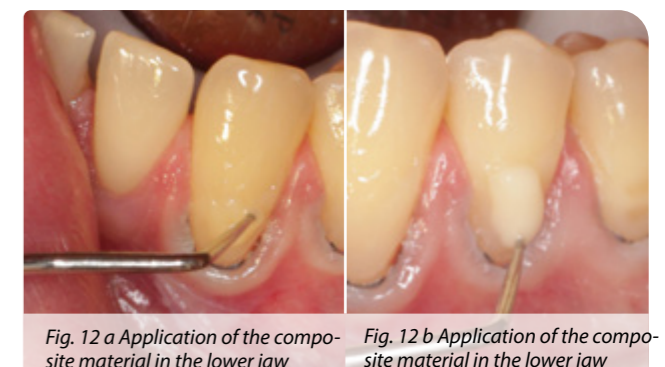 Fig. 12 a Application of the compo-
site material in the lower jaw
Fig. 12 b Application of the compo-
site material in the lower jaw